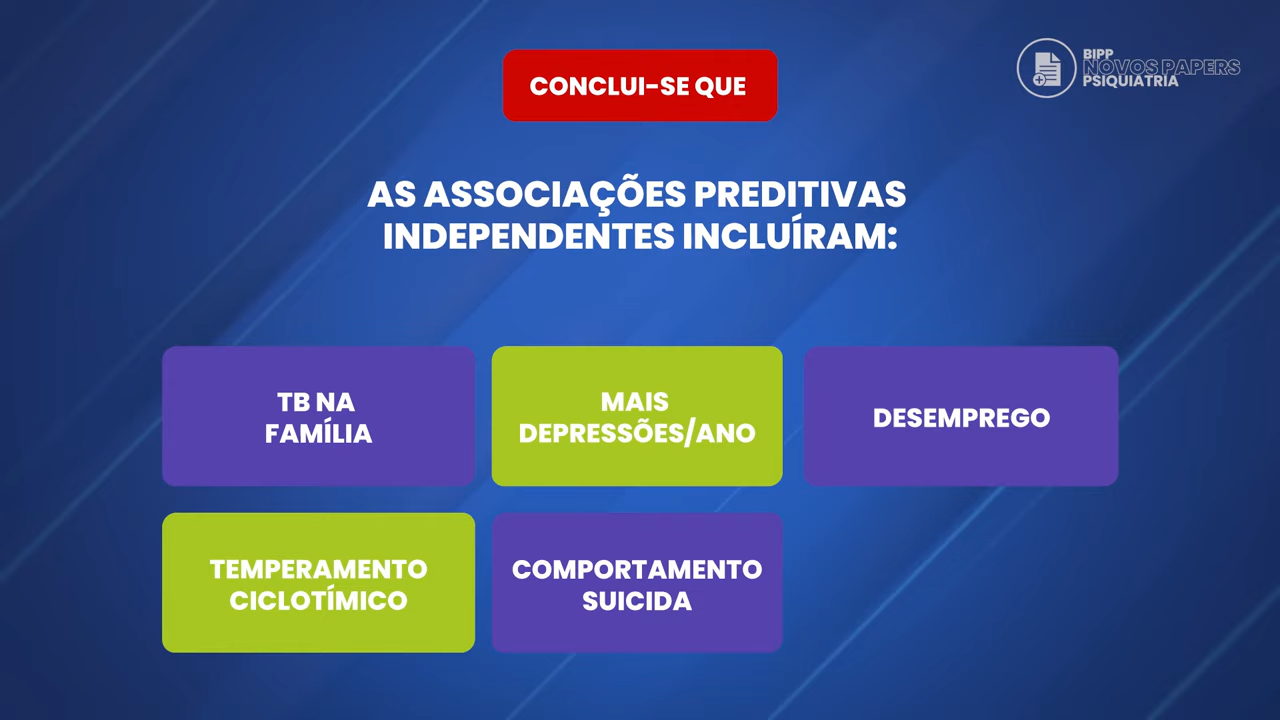 CONCLUI-SE QUE
BIPP
NOVOS PAPERS
PSIQUIATRIA
AS ASSOCIAÇÕES PREDITIVAS
INDEPENDENTES INCLUÍRAM:
TB NA
FAMÍLIA
MAIS
DEPRESSÕES/ANO
DESEMPREGO
TEMPERAMENTO
CICLOTÍMICO
COMPORTAMENTO
SUICIDA